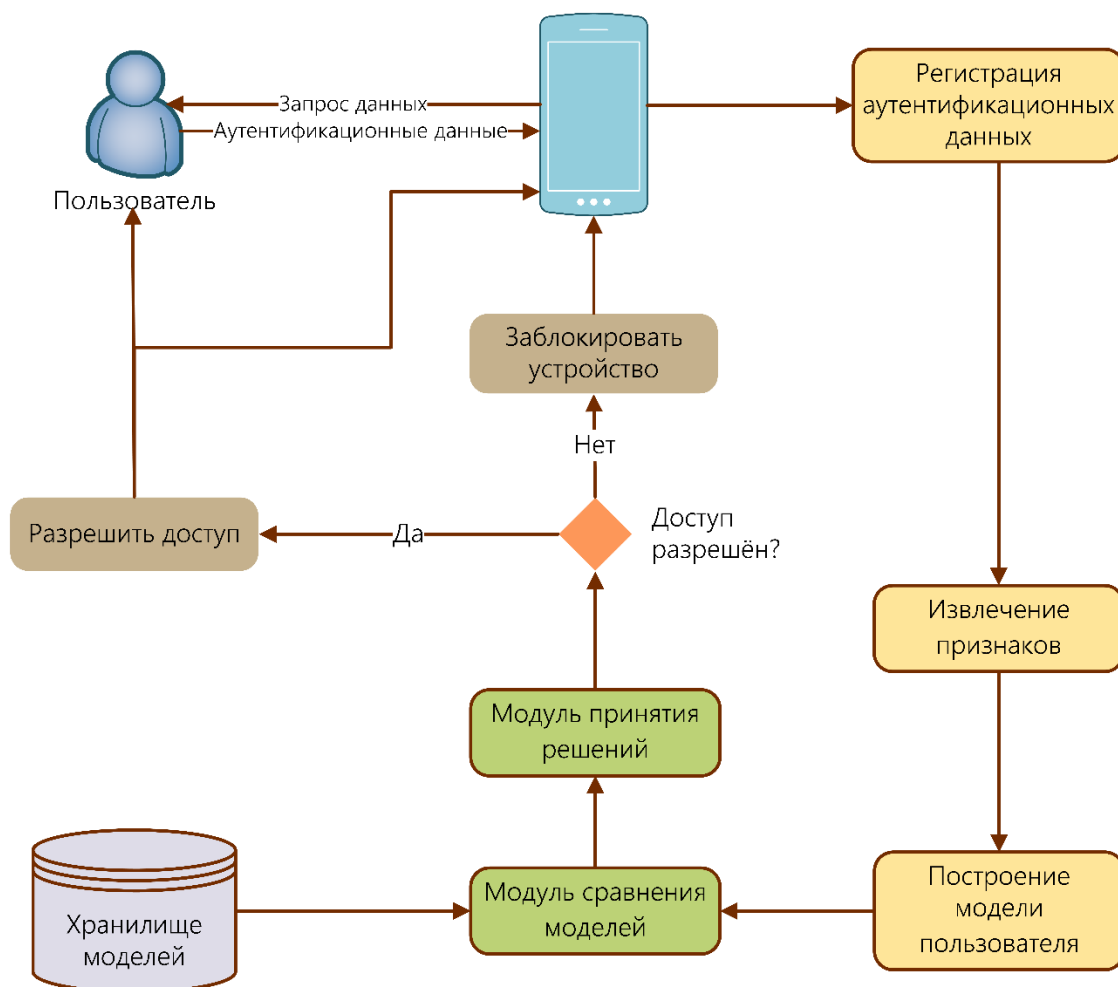 Регистрация
аутентификационных
данных
Запрос данных
Аутентификационные данные
Пользователь
Заблокировать
устройство
Нет
Разрешить доступ
Да
Доступ
разрешён?
Извлечение
признаков
Модуль принятия
решений
Хранилище
моделей
Модуль сравнения
моделей
Построение
модели
пользователя